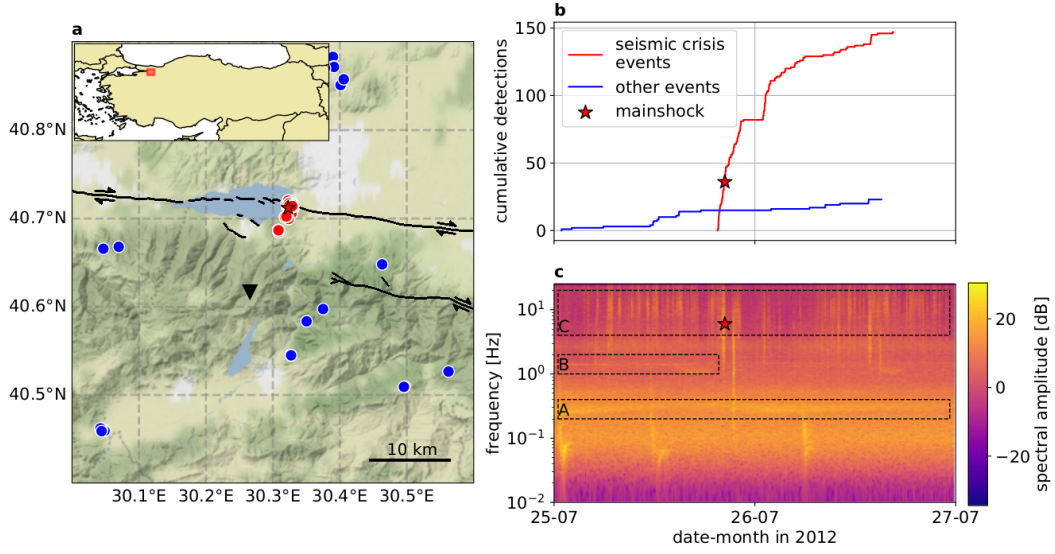 a
40.8°N
40.7°N
40.6°N
40.5°N
30.1°E
30.2°E
30.3°E
30.4°E
30.5°E
10 km
b
cumulative detections
150
100
50
0
seismic crisis
events
other events
mainshock
c
frequency [Hz]
10¹
10⁰
10⁻¹
10⁻²
C
B
A
25-07
26-07
27-07
date-month in 2012
20
0
−20
spectral amplitude [dB]